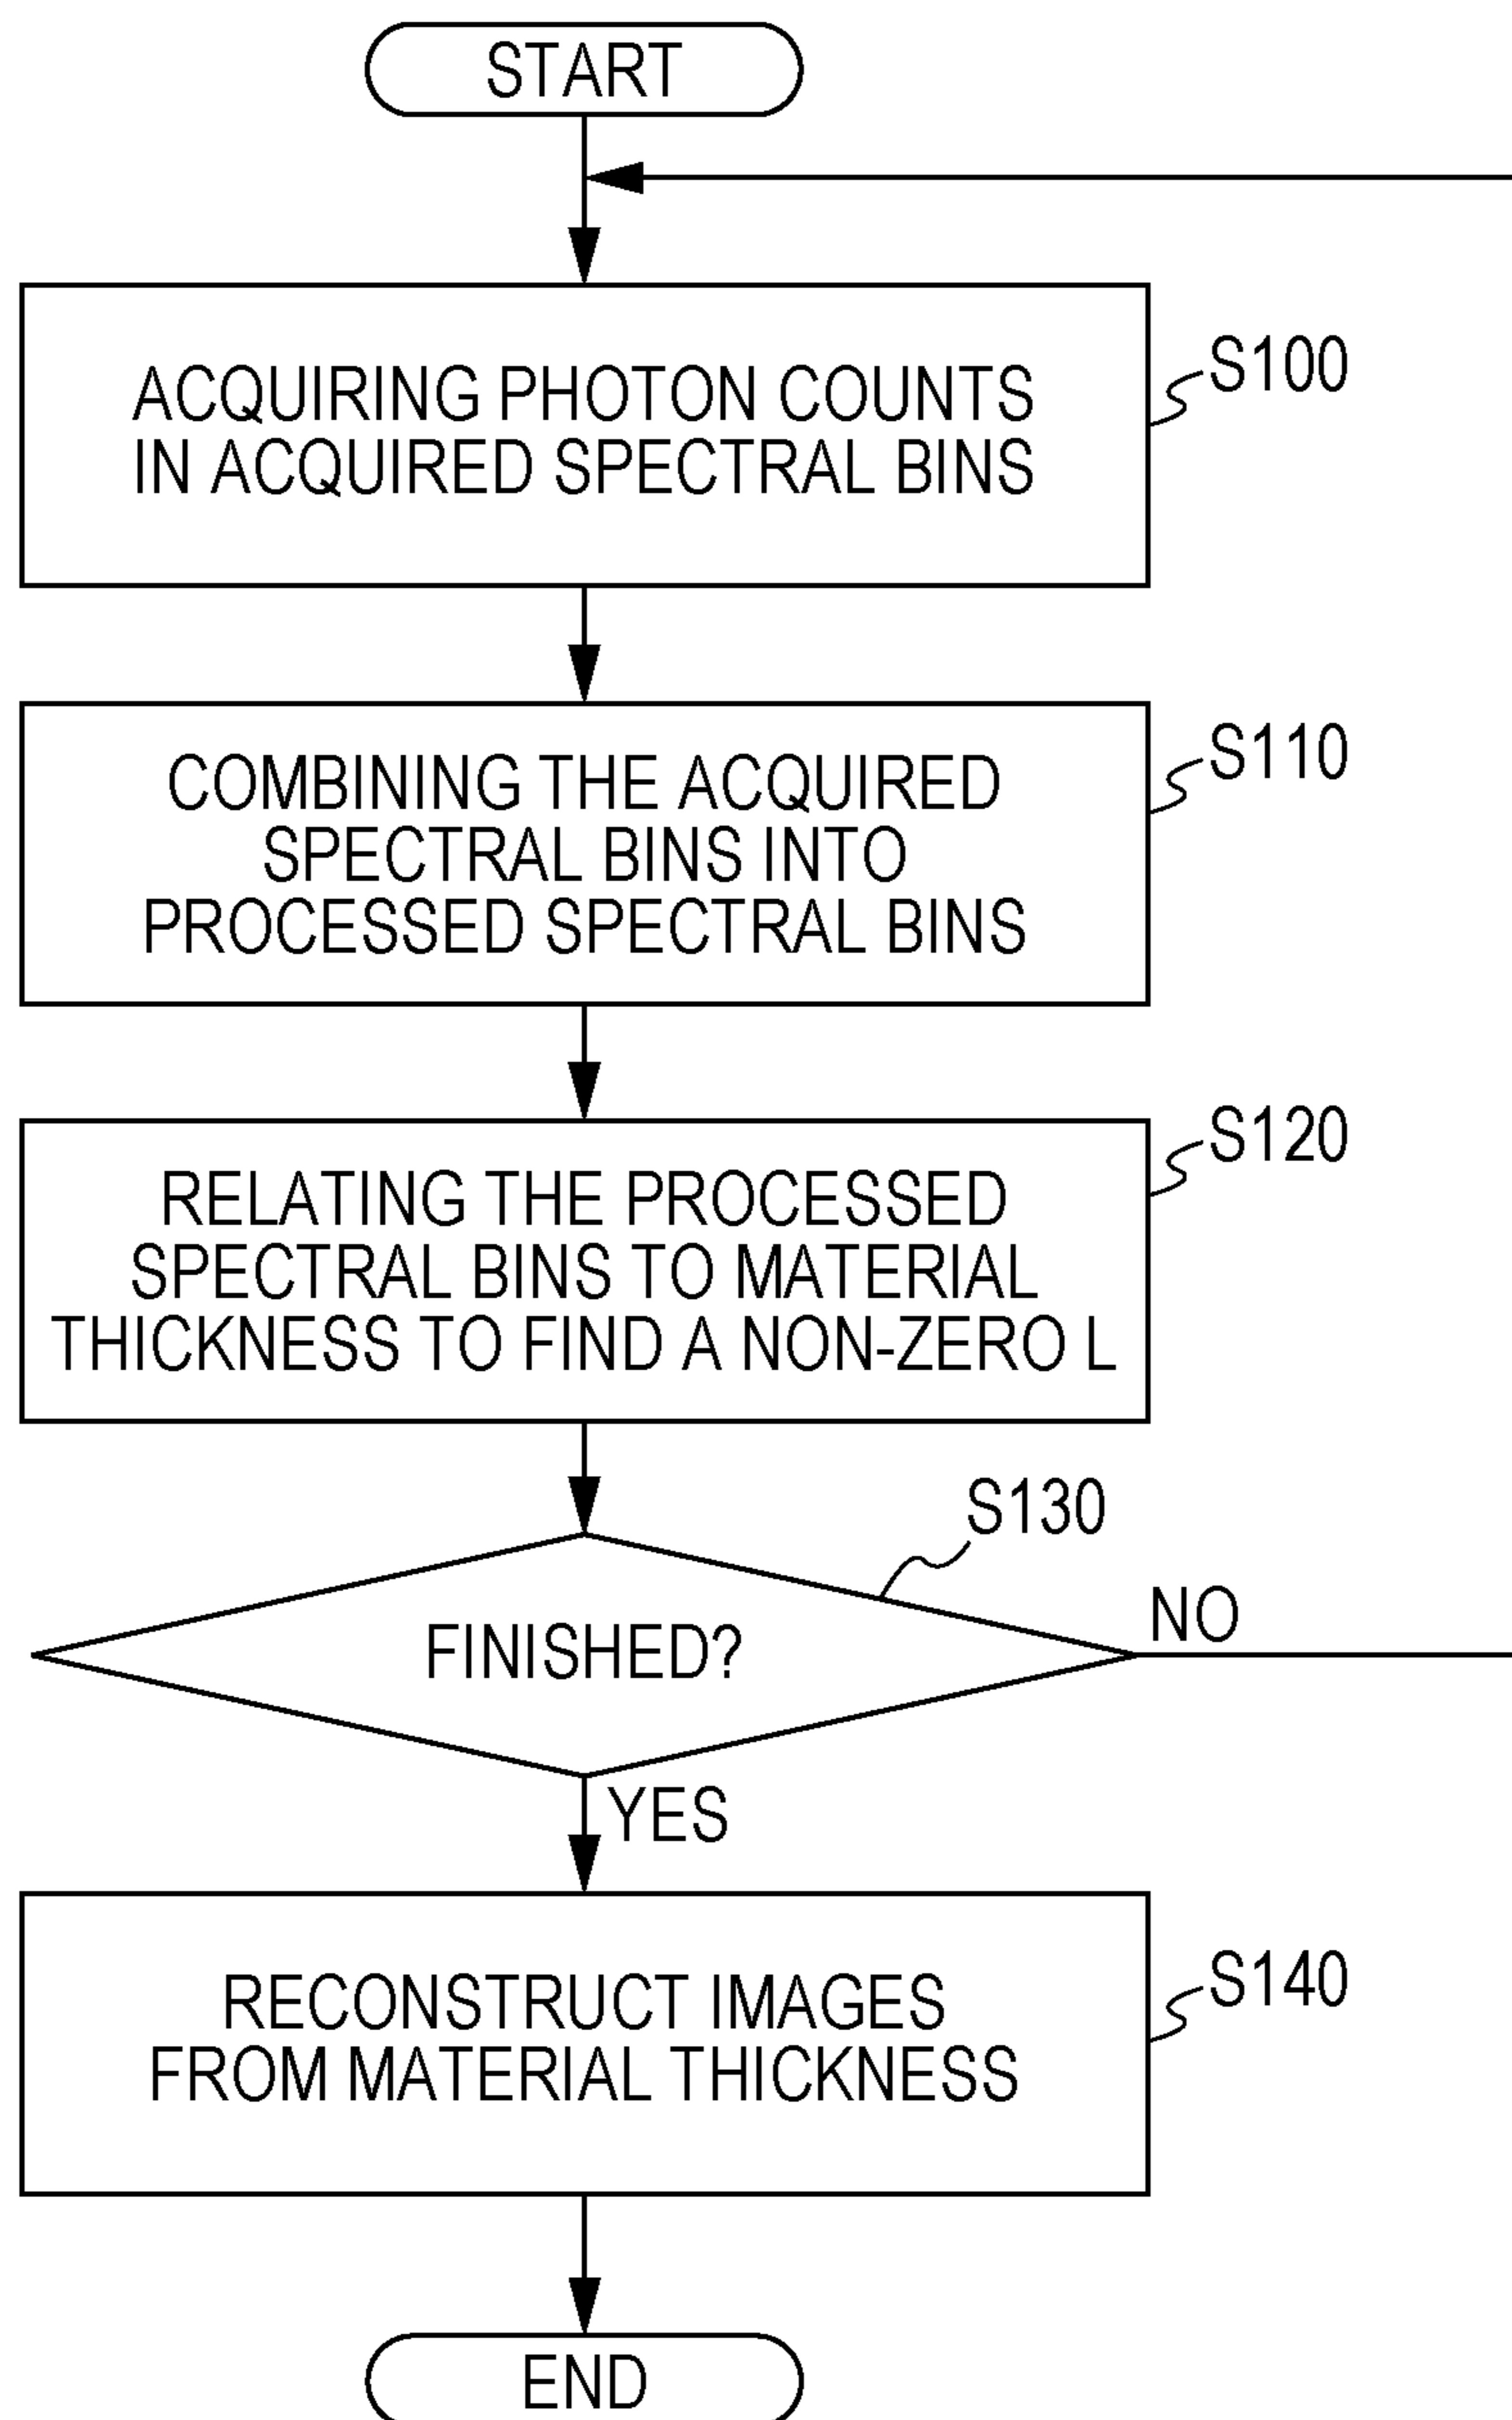 START
ACQUIRING PHOTON COUNTS
IN ACQUIRED SPECTRAL BINS
S100
COMBINING THE ACQUIRED
SPECTRAL BINS INTO
PROCESSED SPECTRAL BINS
S110
RELATING THE PROCESSED
SPECTRAL BINS TO MATERIAL
THICKNESS TO FIND A NON-ZERO L
S120
S130
FINISHED?
NO
YES
RECONSTRUCT IMAGES
FROM MATERIAL THICKNESS
S140
END